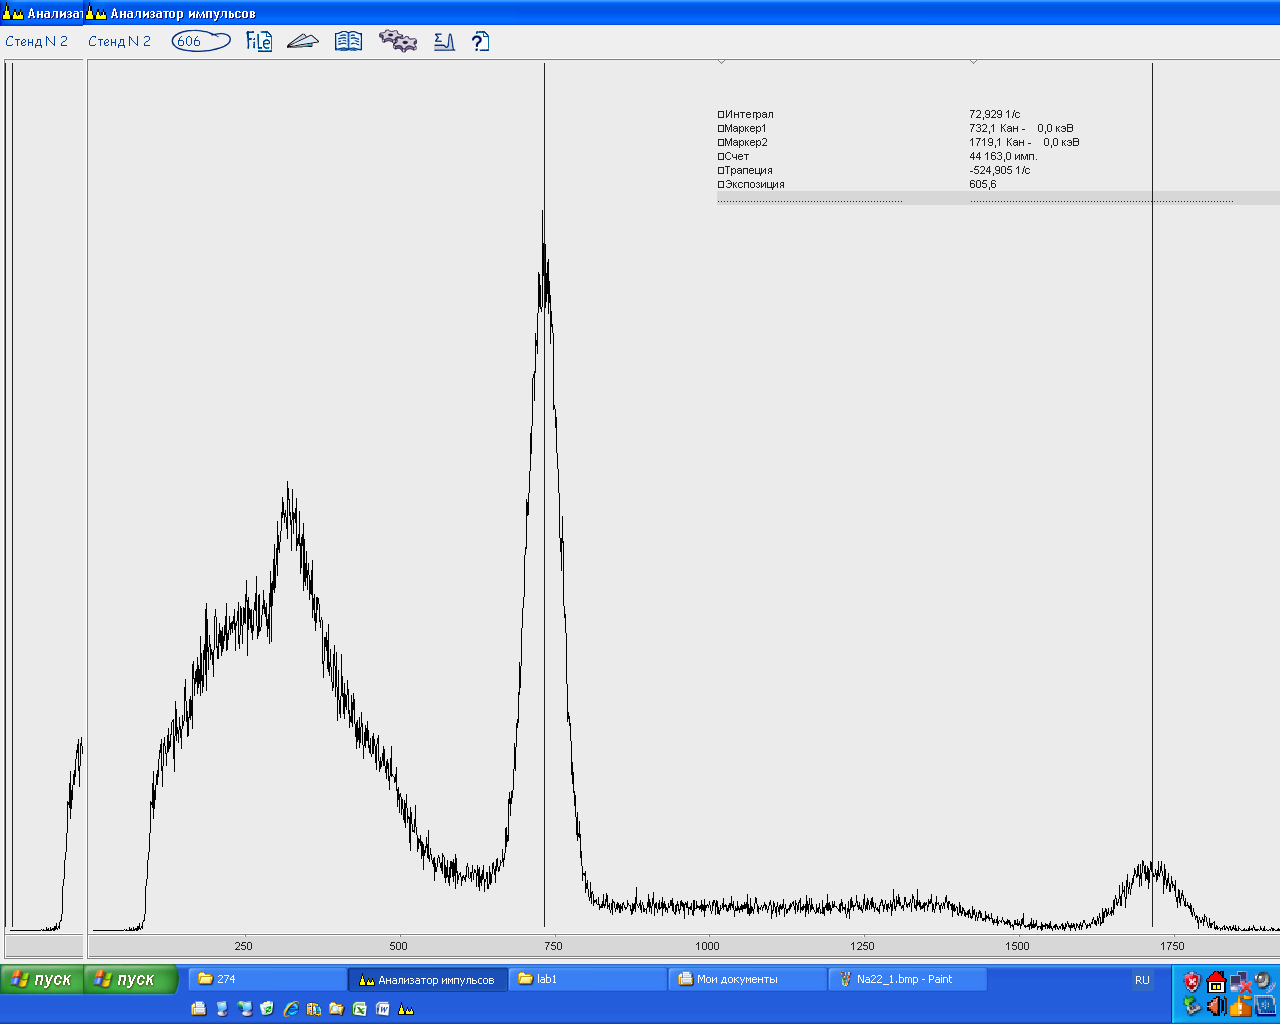 Анализат
Анализатор импульсов
Стенд N 2
Стенд N 2
606
File
Интеграл 72,929 1/с
Маркер1 732,1 Кан - 0,0 кэВ
Маркер2 1719,1 Кан - 0,0 кэВ
Счет 44 163,0 имп.
Трапеция -524,905 1/с
Экспозиция 605,6
250 500 750 1000 1250 1500 1750
пуск
пуск
274
Анализатор импульсов
lab1
Мои документы
Na22_1.bmp - Paint
RU